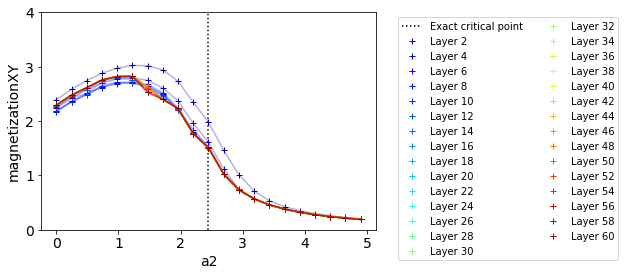 4
3
2
1
0
magnetizationXY
0
1
2
3
4
5
a2
Exact critical point
Layer 2
Layer 4
Layer 6
Layer 8
Layer 10
Layer 12
Layer 14
Layer 16
Layer 18
Layer 20
Layer 22
Layer 24
Layer 26
Layer 28
Layer 30
Layer 32
Layer 34
Layer 36
Layer 38
Layer 40
Layer 42
Layer 44
Layer 46
Layer 48
Layer 50
Layer 52
Layer 54
Layer 56
Layer 58
Layer 60